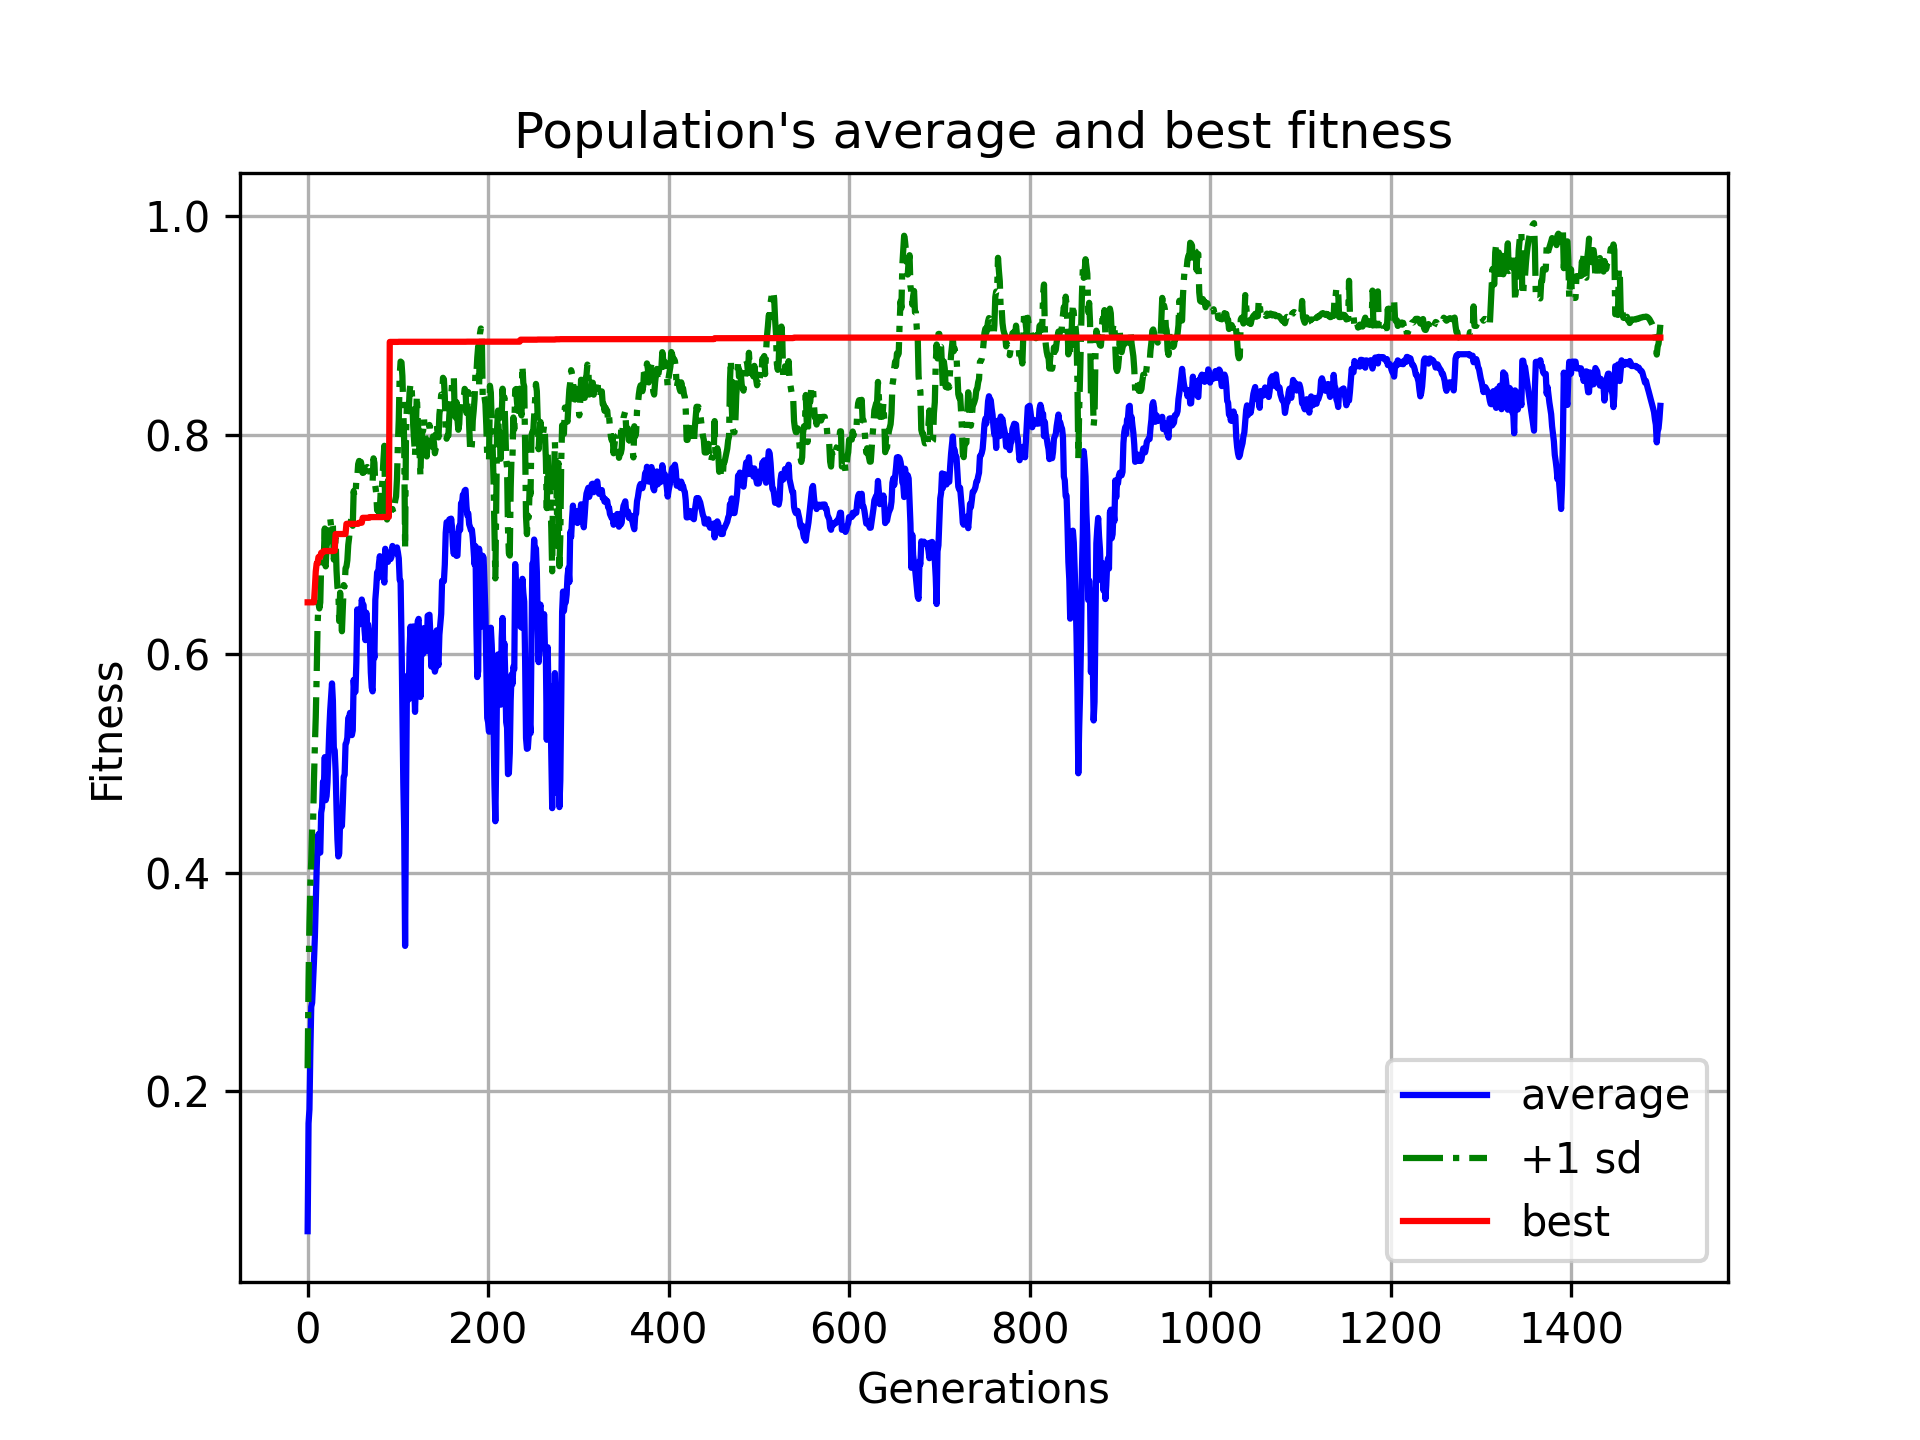 Population's average and best fitness
1.0
0.8
0.6
0.4
0.2
Fitness
0 200 400 600 800 1000 1200 1400
Generations
average
+1 sd
best